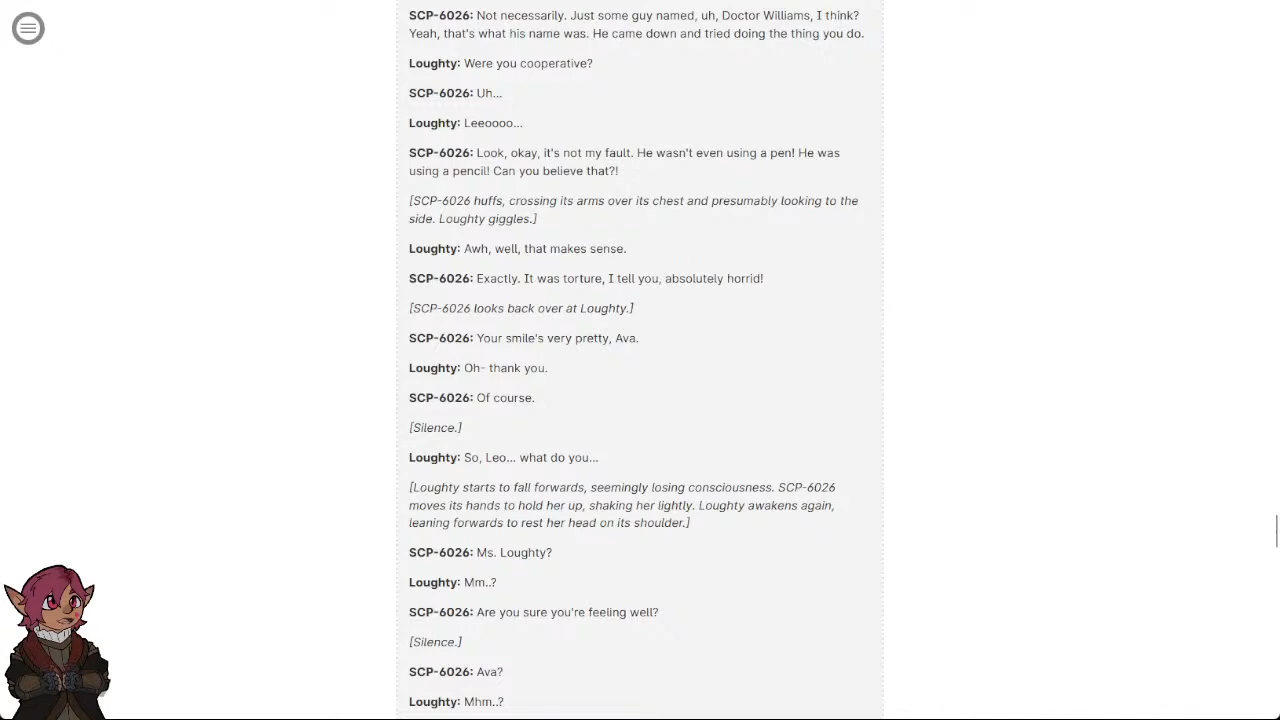 SCP-6026: Not necessarily. Just some guy named, uh, Doctor Williams, I think?
Yeah, that's what his name was. He came down and tried doing the thing you do.
Loughty: Were you cooperative?
SCP-6026: Uh...
Loughty: Leeoooo...
SCP-6026: Look, okay, it's not my fault. He wasn't even using a pen! He was
using a pencil! Can you believe that?!
[SCP-6026 huffs, crossing its arms over its chest and presumably looking to the
side. Loughty giggles.]
Loughty: Awh, well, that makes sense.
SCP-6026: Exactly. It was torture, I tell you, absolutely horrid!
[SCP-6026 looks back over at Loughty.]
SCP-6026: Your smile's very pretty, Ava.
Loughty: Oh- thank you.
SCP-6026: Of course.
[Silence.]
Loughty: So, Leo... what do you...
[Loughty starts to fall forwards, seemingly losing consciousness. SCP-6026
moves its hands to hold her up, shaking her lightly. Loughty awakens again,
leaning forwards to rest her head on its shoulder.]
SCP-6026: Ms. Loughty?
Loughty: Mm..?
SCP-6026: Are you sure you're feeling well?
[Silence.]
SCP-6026: Ava?
Loughty: Mhm..?